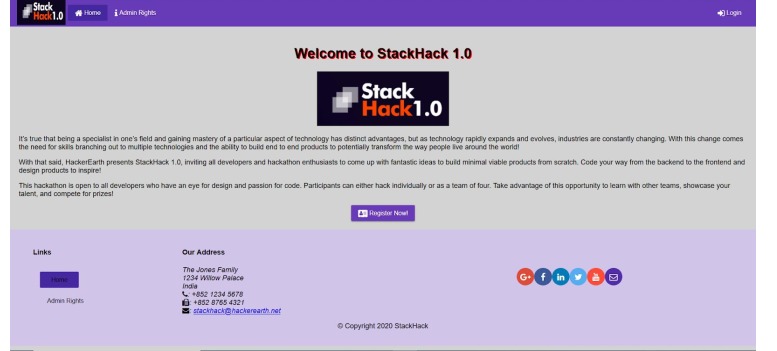 Stack
Hack1.0
Home
Admin Rights
Login
Welcome to StackHack 1.0
Stack
Hack1.0
It's true that being a specialist in one's field and gaining mastery of a particular aspect of technology has distinct advantages, but as technology rapidly expands and evolves, industries are constantly changing. With this change comes
the need for skills branching out to multiple technologies and the ability to build end to end products to potentially transform the way people live around the world!
With that said, HackerEarth presents StackHack 1.0, inviting all developers and hackathon enthusiasts to come up with fantastic ideas to build minimal viable products from scratch. Code your way from the backend to the frontend and
design products to inspire!
This hackathon is open to all developers who have an eye for design and passion for code. Participants can either hack individually or as a team of four. Take advantage of this opportunity to learn with other teams, showcase your
talent, and compete for prizes!
Register Now!
Links
Home
Admin Rights
Our Address
The Jones Family
1234 Willow Palace
India
: +852 1234 5678
: +852 8765 4321
: stackhack@hackerearth.net
© Copyright 2020 StackHack